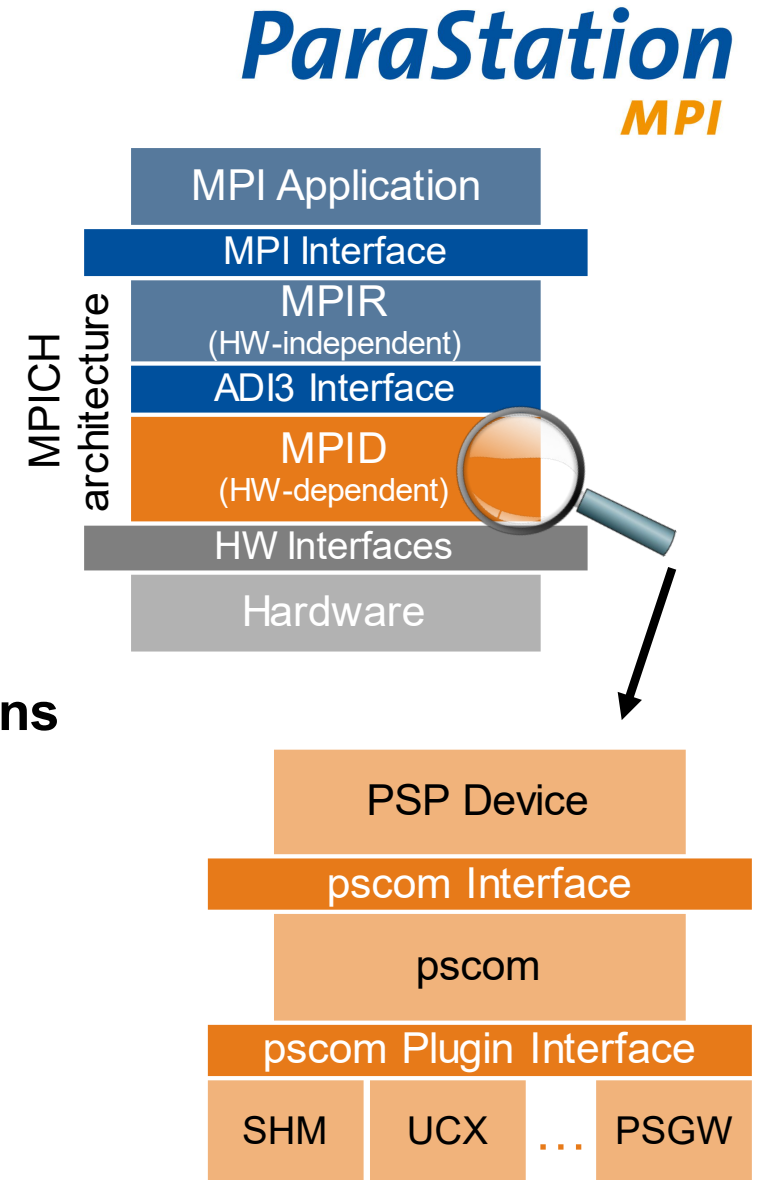 ParaStation
MPI
MPI Application
MPI Interface
MPICH
architecture
MPIR
(HW-independent)
ADI3 Interface
MPID
(HW-dependent)
HW Interfaces
Hardware
ns
PSP Device
pscom Interface
pscom
pscom Plugin Interface
SHM
UCX
...
PSGW